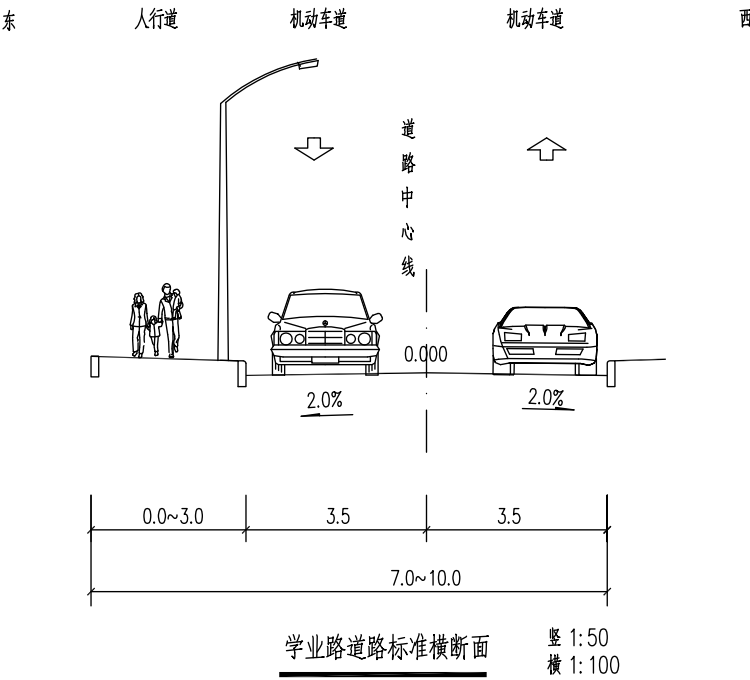 东 人行道 机动车道 机动车道 西
道路中心线
0.000
2.0% 2.0%
0.0~3.0 3.5 3.5
7.0~10.0
学业路道路标准横断面
竖 1:50
横 1:100